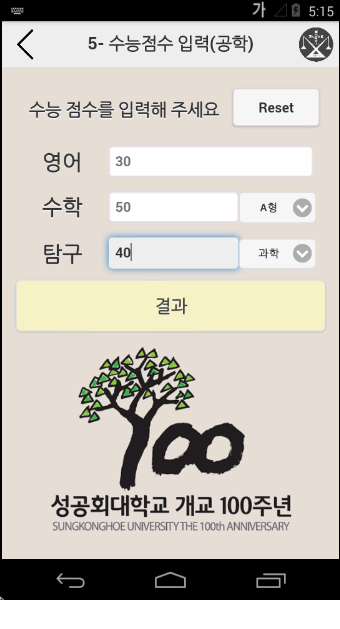 가 5:15
5- 수능점수 입력(공학)
수능 점수를 입력해 주세요 Reset
영어 30
수학 50 A형
탐구 40 과학
결과
100
성공회대학교 개교 100주년
SUNGKONGHOE UNIVERSITY THE 100th ANNIVERSARY